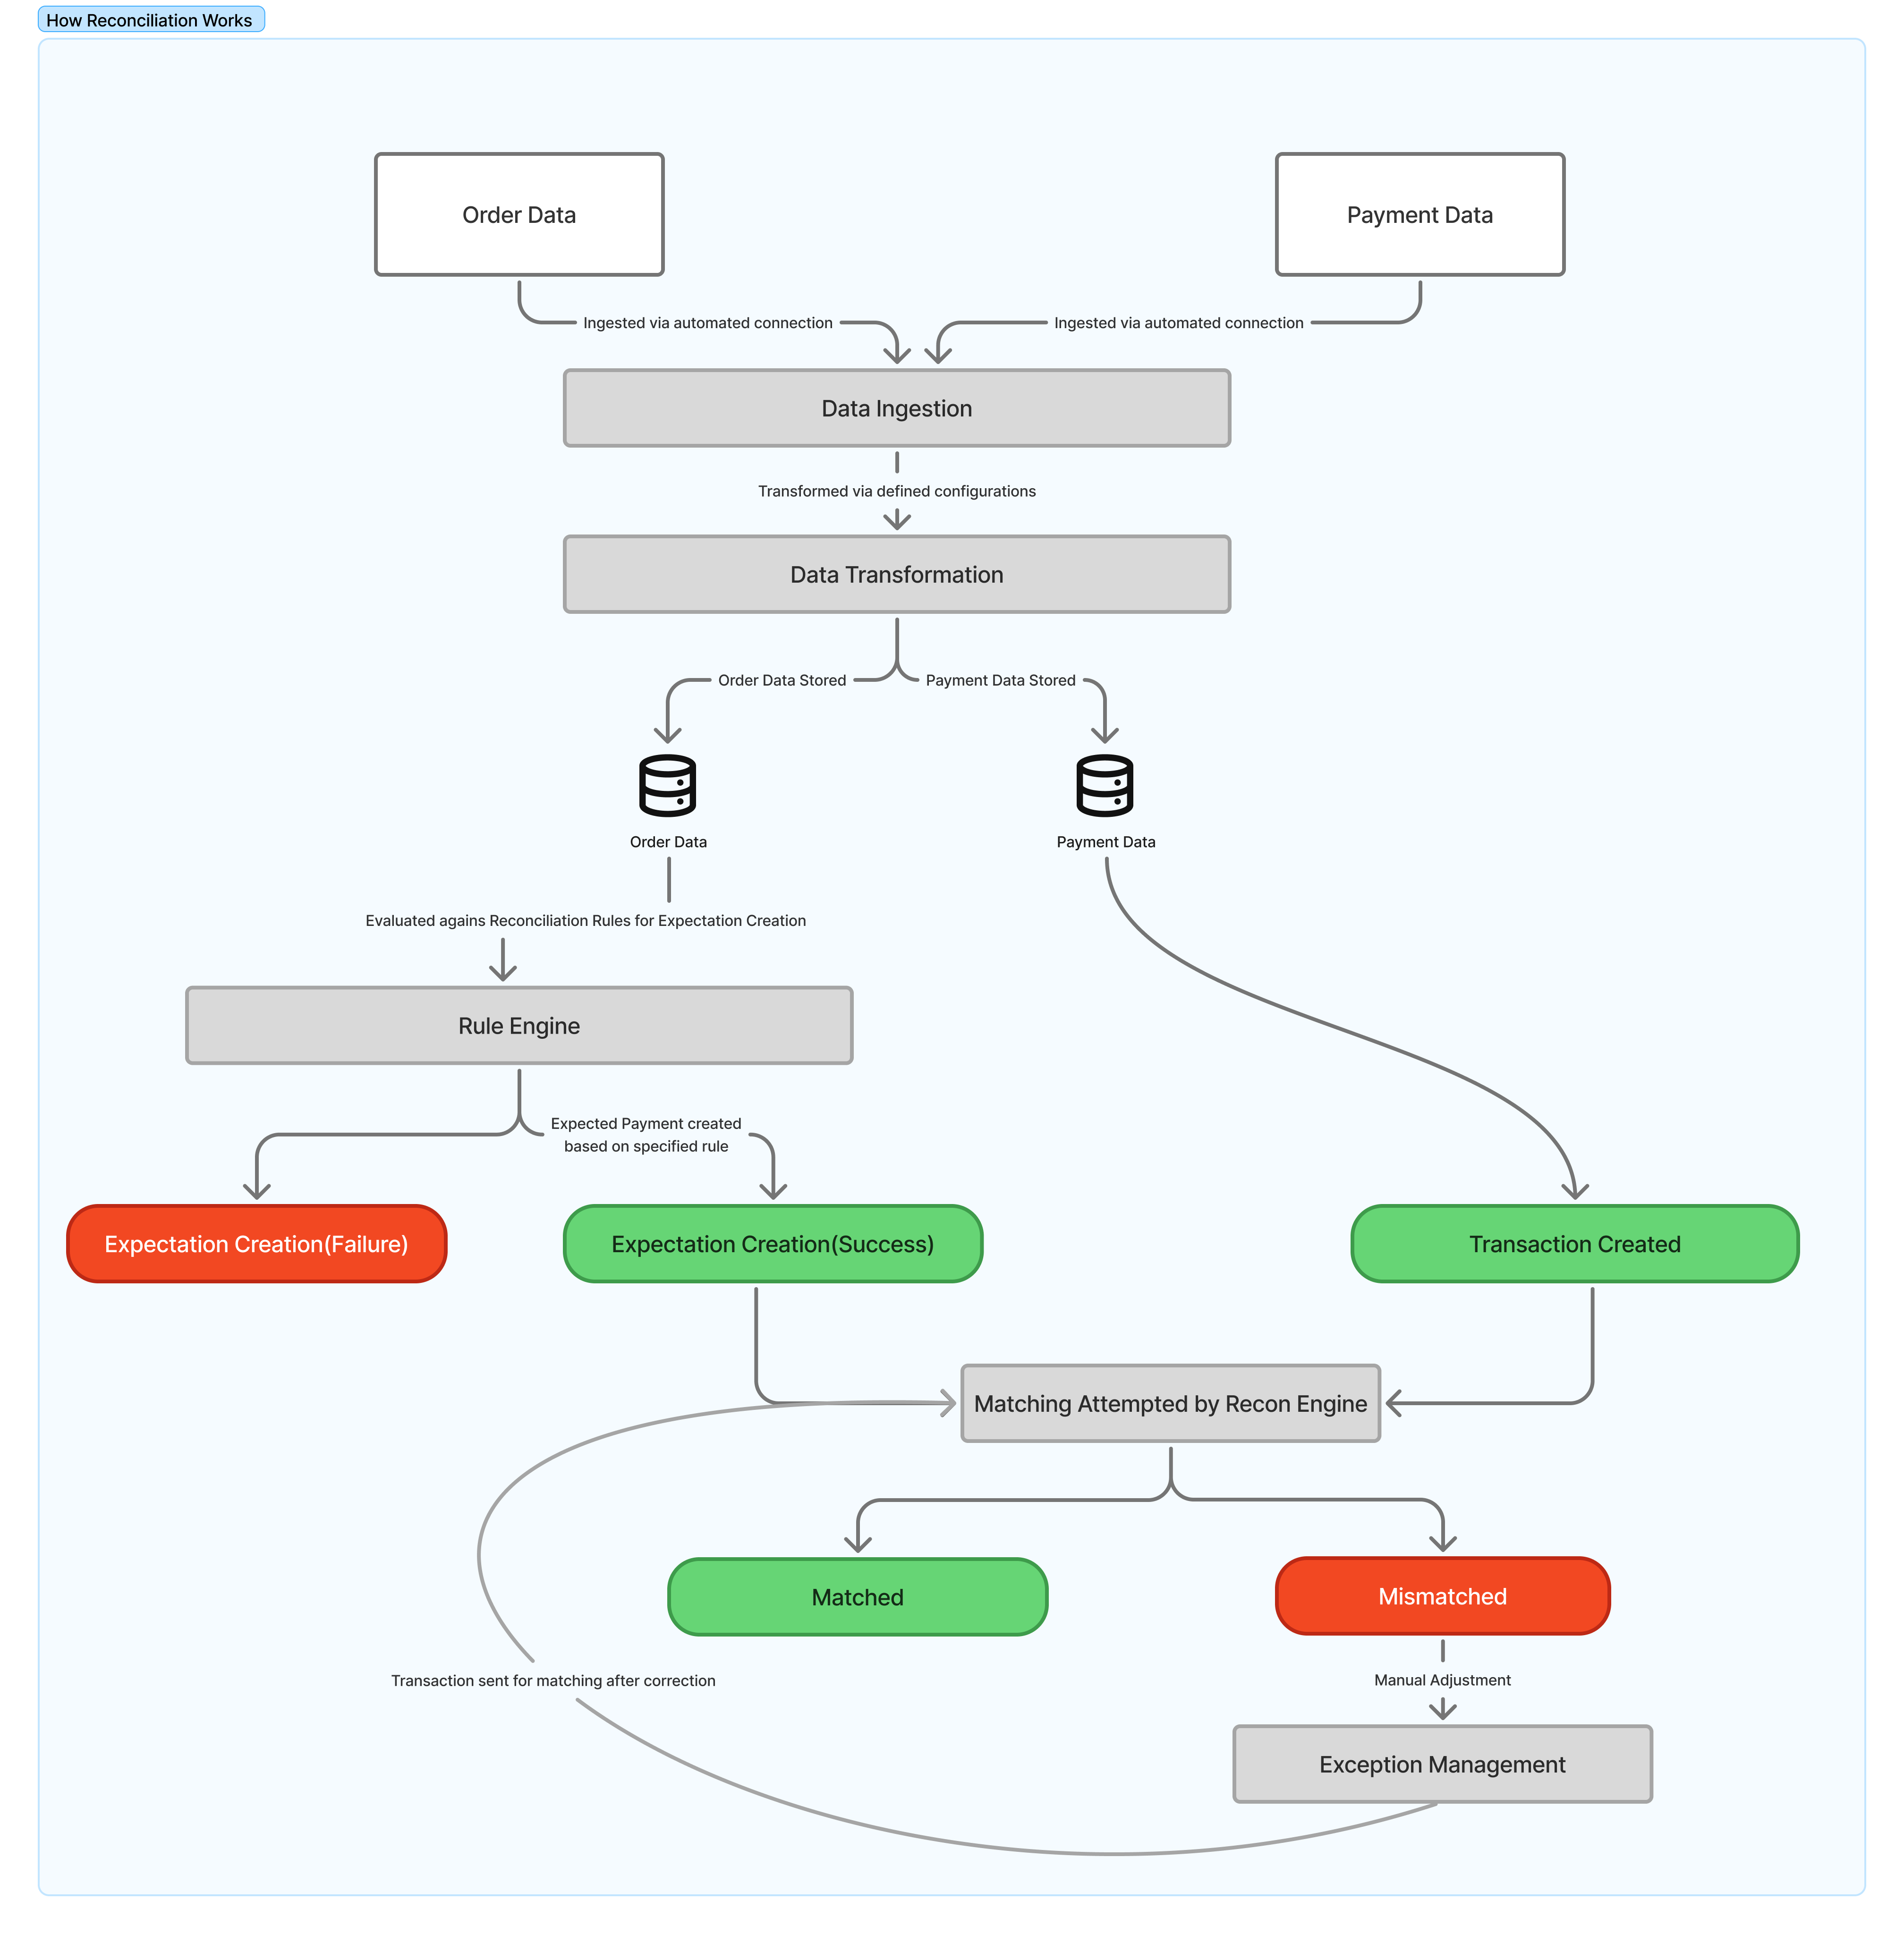 How Reconciliation Works
Order Data
Payment Data
Ingested via automated connection
Ingested via automated connection
Data Ingestion
Transformed via defined configurations
Data Transformation
Order Data Stored
Payment Data Stored
Order Data
Payment Data
Evaluated agains Reconciliation Rules for Expectation Creation
Rule Engine
Expected Payment created
based on specified rule
Expectation Creation(Failure)
Expectation Creation(Success)
Transaction Created
Matching Attempted by Recon Engine
Matched
Mismatched
Transaction sent for matching after correction
Manual Adjustment
Exception Management